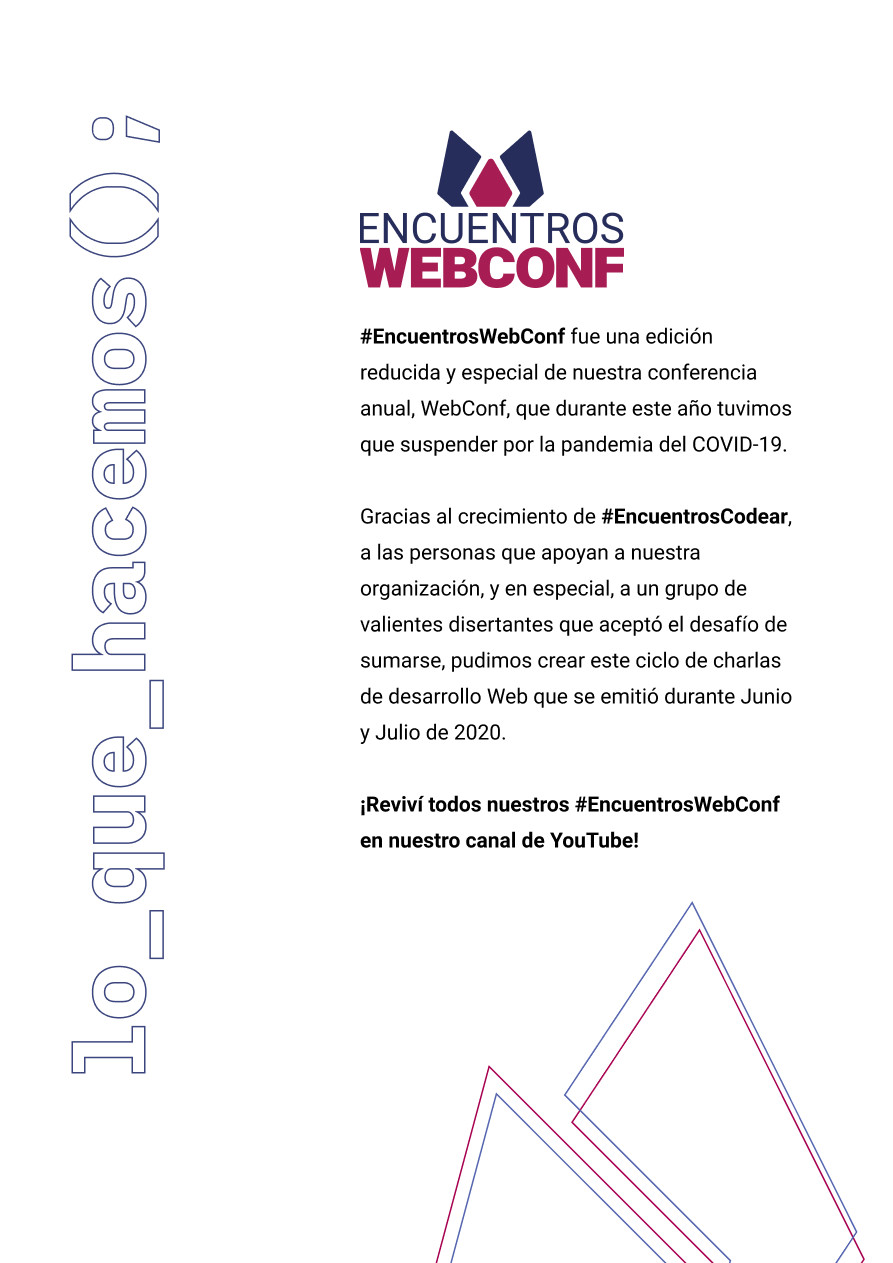 lo_que_hacemos();
ENCUENTROS
WEBCONF
#EncuentrosWebConf fue una edición
reducida y especial de nuestra conferencia
anual, WebConf, que durante este año tuvimos
que suspender por la pandemia del COVID-19.
Gracias al crecimiento de #EncuentrosCodear,
a las personas que apoyan a nuestra
organización, y en especial, a un grupo de
valientes disertantes que aceptó el desafío de
sumarse, pudimos crear este ciclo de charlas
de desarrollo Web que se emitió durante Junio
y Julio de 2020.
¡Reviví todos nuestros #EncuentrosWebConf
en nuestro canal de YouTube!